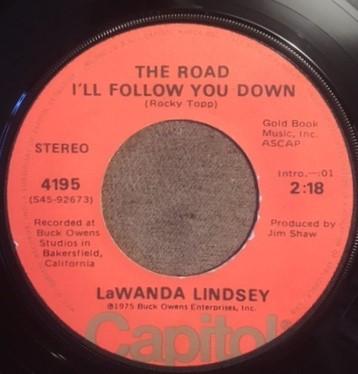 THE ROAD
I'LL FOLLOW YOU DOWN
(Rocky Topp)
Gold Book
Music, Inc.
ASCAP
STEREO
Intro.—:01
4195
2:18
(S45-92673)
Recorded at
Buck Owens
Studios in
Bakersfield,
California
Produced by
Jim Shaw
LaWANDA LINDSEY
℗1975 Buck Owens Enterprises, Inc.
Capitol